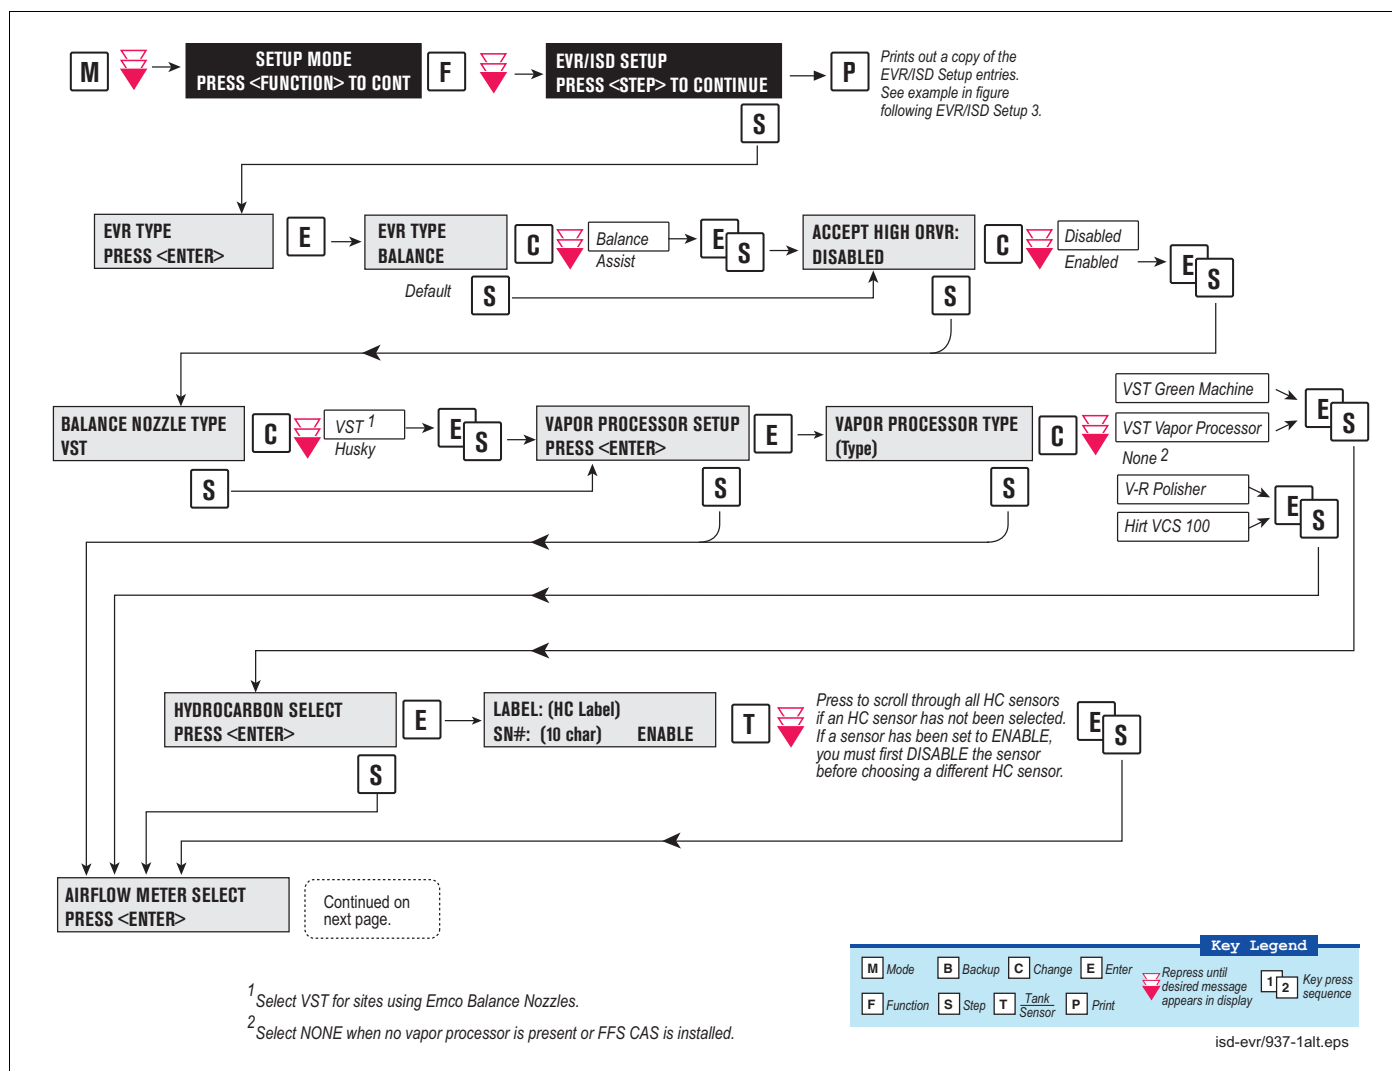 M
SETUP MODE
PRESS <FUNCTION> TO CONT
F
EVR/ISD SETUP
PRESS <STEP> TO CONTINUE
P
Prints out a copy of the
EVR/ISD Setup entries.
See example in figure
following EVR/ISD Setup 3.
S
EVR TYPE
PRESS <ENTER>
E
EVR TYPE
BALANCE
C
Balance
Assist
E
S
ACCEPT HIGH ORVR:
DISABLED
C
Disabled
Enabled
E
S
Default
S
S
BALANCE NOZZLE TYPE
VST
C
VST 1
Husky
E
S
VAPOR PROCESSOR SETUP
PRESS <ENTER>
E
VAPOR PROCESSOR TYPE
(Type)
C
VST Green Machine
VST Vapor Processor
None 2
E
S
V-R Polisher
Hirt VCS 100
E
S
S
S
S
HYDROCARBON SELECT
PRESS <ENTER>
E
LABEL: (HC Label)
SN#: (10 char) ENABLE
T
Press to scroll through all HC sensors
if an HC sensor has not been selected.
If a sensor has been set to ENABLE,
you must first DISABLE the sensor
before choosing a different HC sensor.
E
S
S
AIRFLOW METER SELECT
PRESS <ENTER>
Continued on
next page.
1 Select VST for sites using Emco Balance Nozzles.
2 Select NONE when no vapor processor is present or FFS CAS is installed.
Key Legend
M Mode B Backup C Change E Enter
F Function S Step T Tank Sensor P Print
Repress until
desired message
appears in display
1 2 Key press
sequence
isd-evr/937-1alt.eps